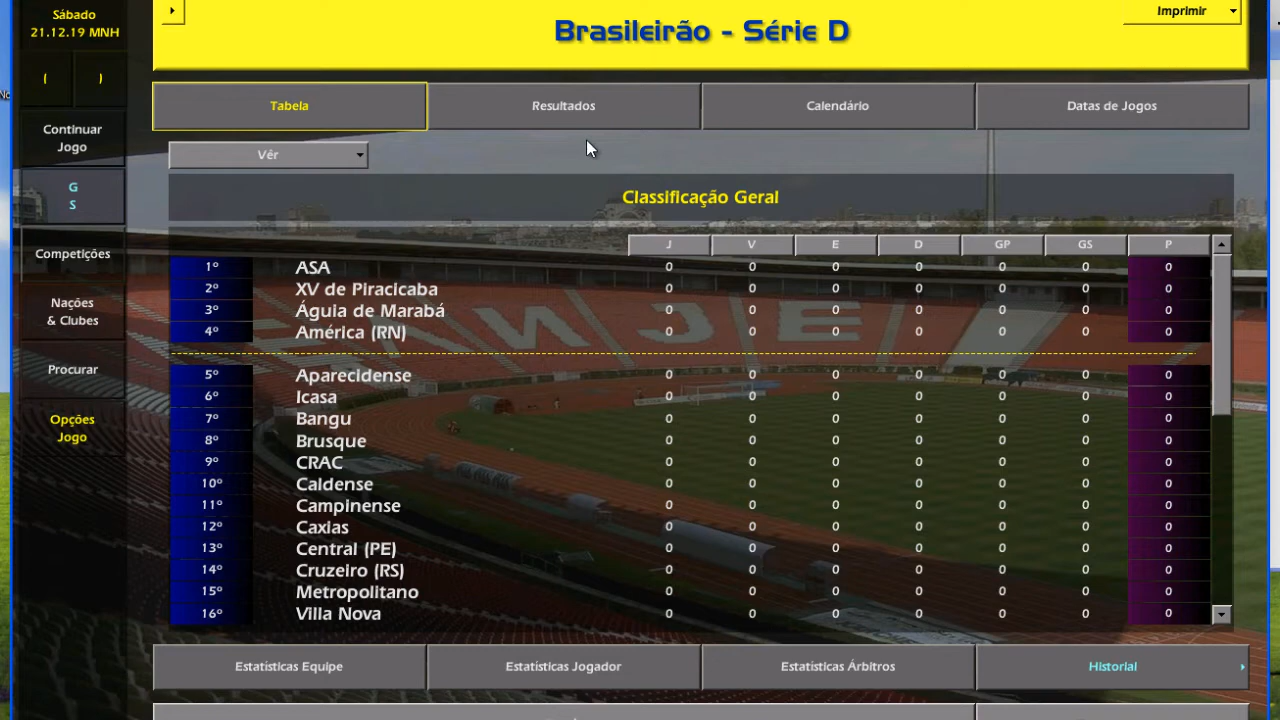 Sábado
21.12.19 MNH
Imprimir
Brasileirão - Série D
Tabela
Resultados
Calendário
Datas de Jogos
Continuar
Jogo
G
S
Competições
Nações
& Clubes
Procurar
Opções
Jogo
Vêr
Classificação Geral
J V E D GP GS P
1º ASA 0 0 0 0 0 0 0
2º XV de Piracicaba 0 0 0 0 0 0 0
3º Águia de Marabá 0 0 0 0 0 0 0
4º América (RN) 0 0 0 0 0 0 0
5º Aparecidense 0 0 0 0 0 0 0
6º Icasa 0 0 0 0 0 0 0
7º Bangu 0 0 0 0 0 0 0
8º Brusque 0 0 0 0 0 0 0
9º CRAC 0 0 0 0 0 0 0
10º Caldense 0 0 0 0 0 0 0
11º Campinense 0 0 0 0 0 0 0
12º Caxias 0 0 0 0 0 0 0
13º Central (PE) 0 0 0 0 0 0 0
14º Cruzeiro (RS) 0 0 0 0 0 0 0
15º Metropolitano 0 0 0 0 0 0 0
16º Villa Nova 0 0 0 0 0 0 0
Estatísticas Equipe
Estatísticas Jogador
Estatísticas Árbitros
Historial